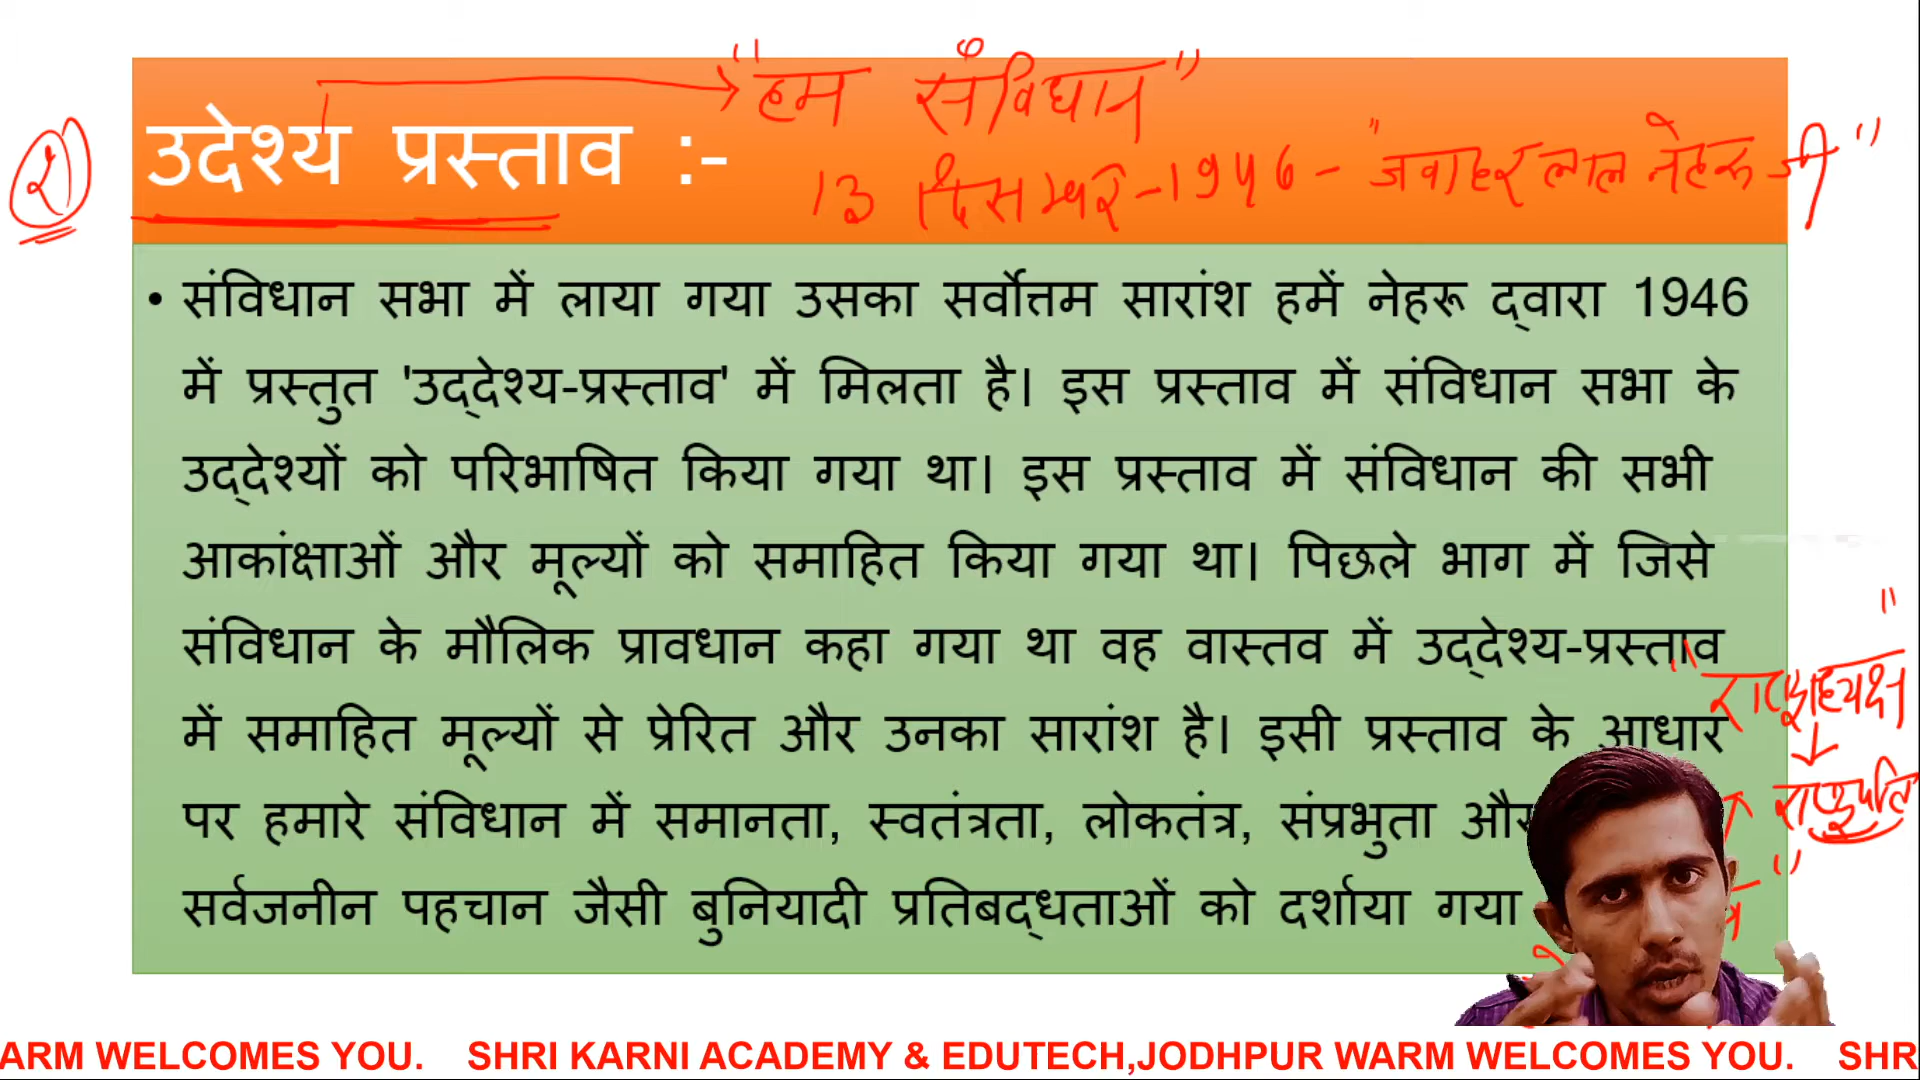 "हम संविधान"
२
उदेश्य प्रस्ताव :-
13 दिसम्बर-1946 - "जवाहर लाल नेहरू जी"
• संविधान सभा में लाया गया उसका सर्वोत्तम सारांश हमें नेहरू द्वारा 1946
में प्रस्तुत 'उद्देश्य-प्रस्ताव' में मिलता है। इस प्रस्ताव में संविधान सभा के
उद्देश्यों को परिभाषित किया गया था। इस प्रस्ताव में संविधान की सभी
आकांक्षाओं और मूल्यों को समाहित किया गया था। पिछले भाग में जिसे
संविधान के मौलिक प्रावधान कहा गया था वह वास्तव में उद्देश्य-प्रस्ताव
में समाहित मूल्यों से प्रेरित और उनका सारांश है। इसी प्रस्ताव के आधार
पर हमारे संविधान में समानता, स्वतंत्रता, लोकतंत्र, संप्रभुता और
सर्वजनीन पहचान जैसी बुनियादी प्रतिबद्धताओं को दर्शाया गया
राष्ट्राध्यक्ष
राष्ट्रपति
ARM WELCOMES YOU. SHRI KARNI ACADEMY & EDUTECH,JODHPUR WARM WELCOMES YOU. SHR